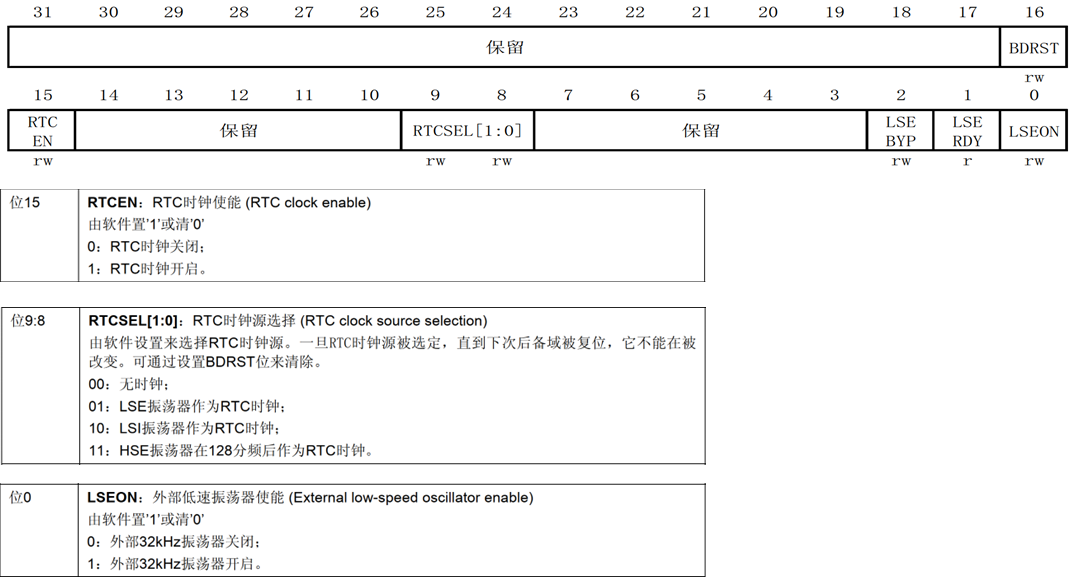 31 30 29 28 27 26 25 24 23 22 21 20 19 18 17 16
保留 BDRST
rw
15 14 13 12 11 10 9 8 7 6 5 4 3 2 1 0
RTC EN 保留 RTCSEL[1:0] 保留 LSE BYP LSE RDY LSEON
rw rw rw rw r rw
位15 RTCEN：RTC时钟使能 (RTC clock enable)
由软件置'1'或清'0'
0：RTC时钟关闭；
1：RTC时钟开启。
位9:8 RTCSEL[1:0]：RTC时钟源选择 (RTC clock source selection)
由软件设置来选择RTC时钟源。一旦RTC时钟源被选定，直到下次后备域被复位，它不能在被
改变。可通过设置BDRST位来清除。
00：无时钟；
01：LSE振荡器作为RTC时钟；
10：LSI振荡器作为RTC时钟；
11：HSE振荡器在128分频后作为RTC时钟。
位0 LSEON：外部低速振荡器使能 (External low-speed oscillator enable)
由软件置'1'或清'0'
0：外部32kHz振荡器关闭；
1：外部32kHz振荡器开启。